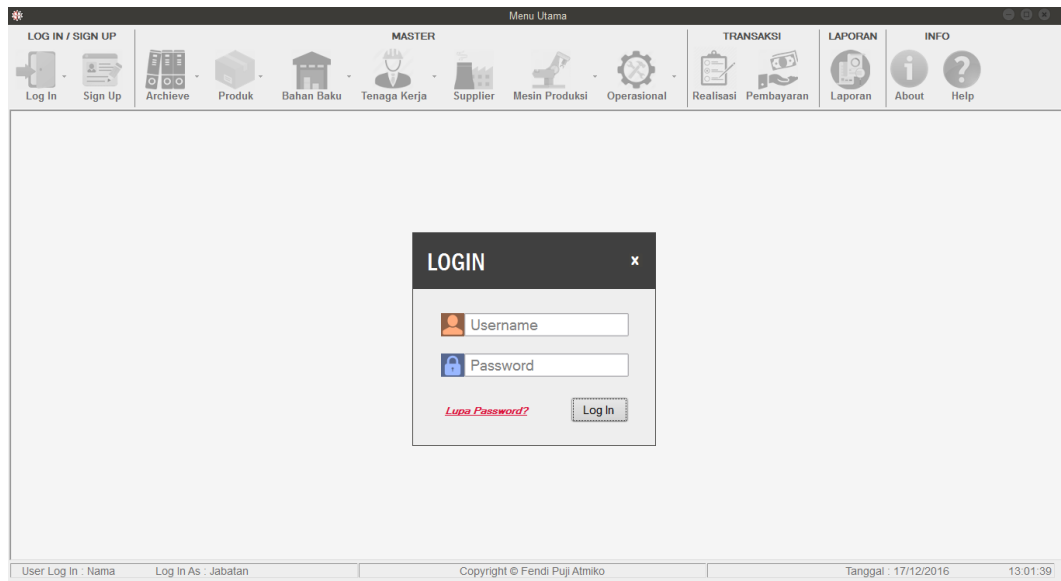 Menu Utama
LOG IN / SIGN UP MASTER TRANSAKSI LAPORAN INFO
Log In Sign Up Archieve Produk Bahan Baku Tenaga Kerja Supplier Mesin Produksi Operasional Realisasi Pembayaran Laporan About Help
LOGIN x
Username
Password
Lupa Password? Log In
User Log In : Nama Log In As : Jabatan Copyright © Fendi Puji Atmiko Tanggal : 17/12/2016 13:01:39